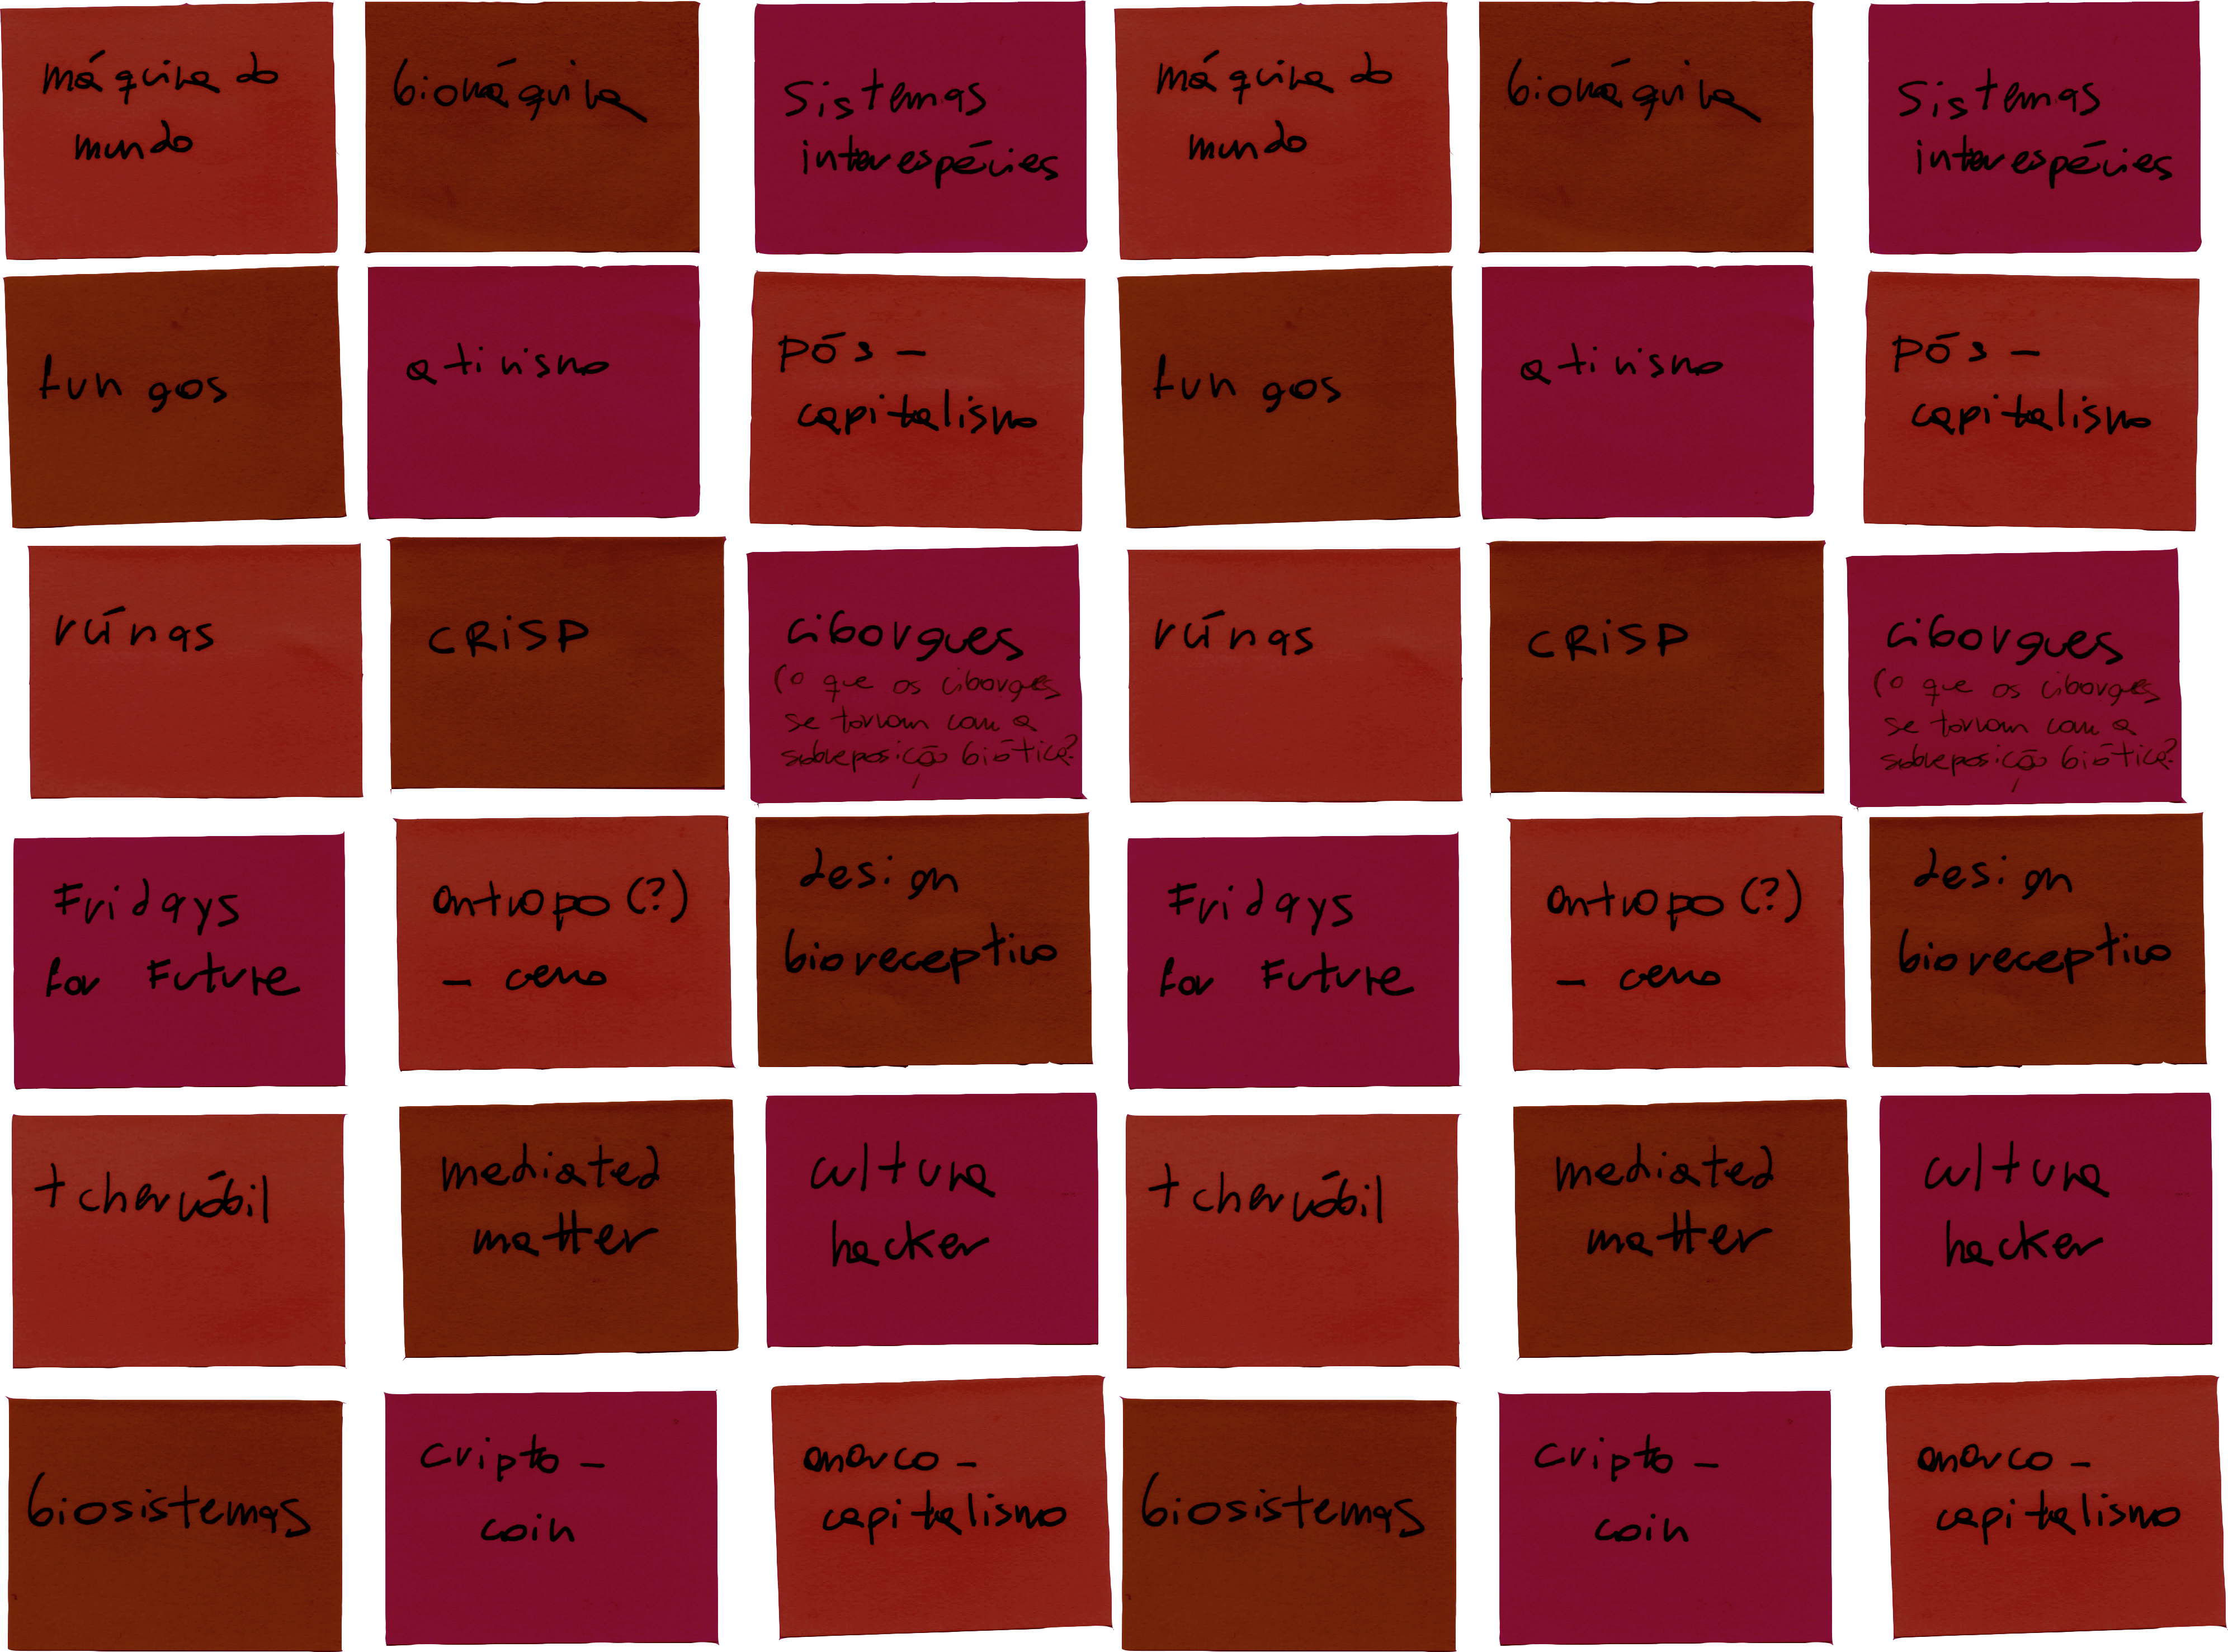 máquina do
mundo
biomáquina
Sistemas
interespécies
máquina do
mundo
biomáquina
Sistemas
interespécies
fungos
ativismo
pós-
capitalismo
fungos
ativismo
pós-
capitalismo
ruínas
CRiSP
ciborgues
(o que os ciborgues
se tornam com a
sobreposição biótica?
ruínas
CRiSP
ciborgues
(o que os ciborgues
se tornam com a
sobreposição biótica?
Fridays
for Future
antropo(?)
- ceno
design
bioreceptivo
Fridays
for Future
antropo(?)
- ceno
design
bioreceptivo
tchernóbil
mediated
matter
cultura
hacker
tchernóbil
mediated
matter
cultura
hacker
biosistemas
cripto-
coin
anarco-
capitalismo
biosistemas
cripto-
coin
anarco-
capitalismo